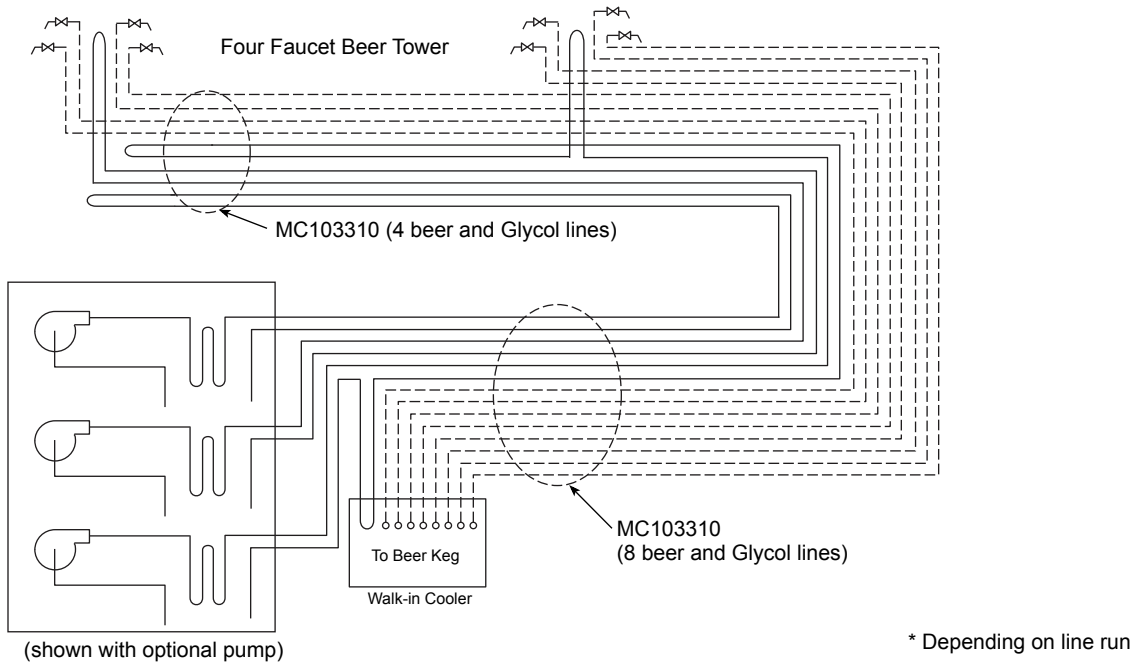 Four Faucet Beer Tower
MC103310 (4 beer and Glycol lines)
MC103310
(8 beer and Glycol lines)
To Beer Keg
Walk-in Cooler
(shown with optional pump)
* Depending on line run